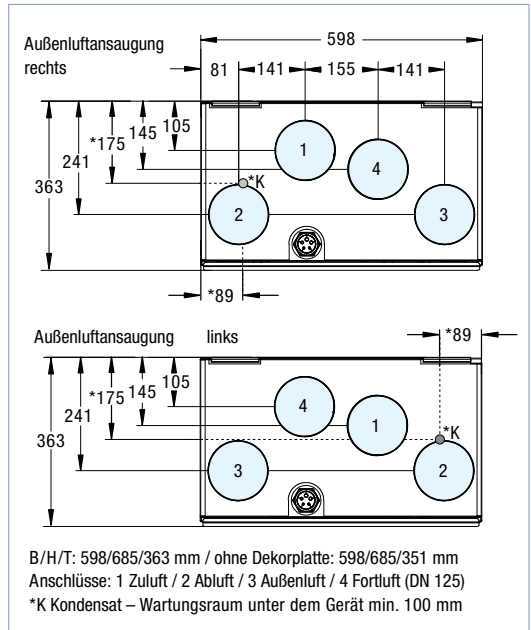 Außenluftansaugung
rechts
598
81 141 155 141
105
145
*175
241
363
1
4
*K
2
3
*89
Außenluftansaugung links
*89
105
145
*175
241
363
4
1
*K
3
2
B/H/T: 598/685/363 mm / ohne Dekorplatte: 598/685/351 mm
Anschlüsse: 1 Zuluft / 2 Abluft / 3 Außenluft / 4 Fortluft (DN 125)
*K Kondensat – Wartungsraum unter dem Gerät min. 100 mm